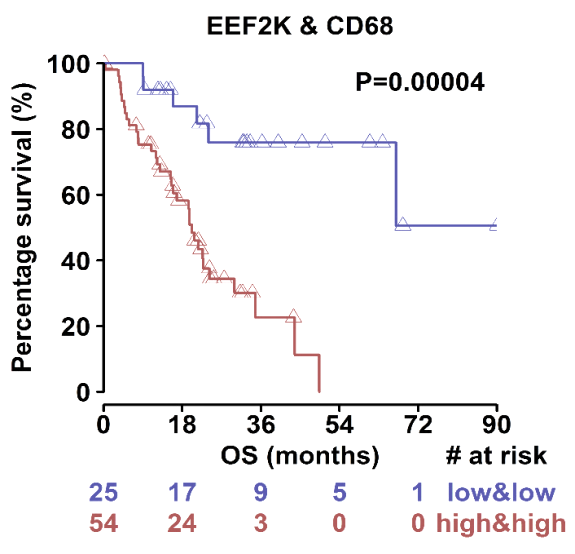 EEF2K & CD68
P=0.00004
Percentage survival (%)
100
80
60
40
20
0
0 18 36 54 72 90
OS (months) # at risk
25 17 9 5 1 low&low
54 24 3 0 0 high&high